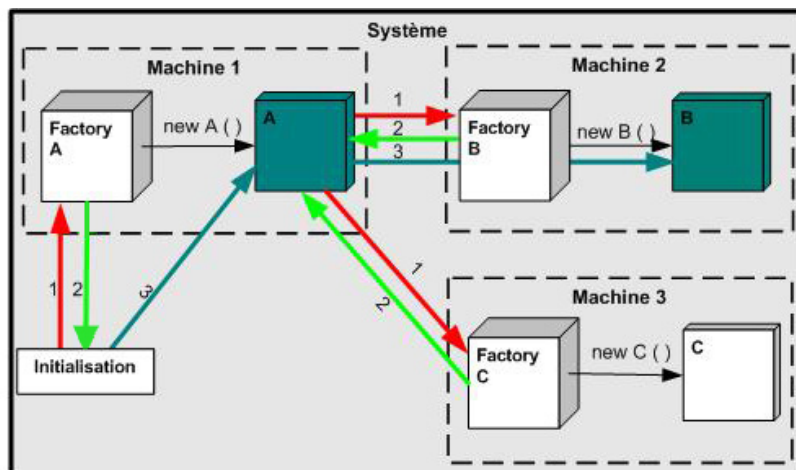 Système
Machine 1
Factory
A
new A ( )
A
1
2
3
Machine 2
Factory
B
new B ( )
B
1
2
3
Initialisation
1
2
Machine 3
Factory
C
new C ( )
C